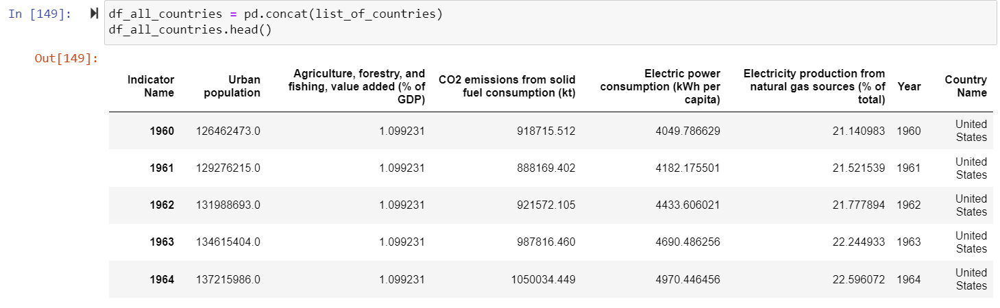 In [149]: df_all_countries = pd.concat(list_of_countries)
df_all_countries.head()
Out[149]:
Indicator Name Urban population Agriculture, forestry, and fishing, value added (% of GDP) CO2 emissions from solid fuel consumption (kt) Electric power consumption (kWh per capita) Electricity production from natural gas sources (% of total) Year Country Name
1960 126462473.0 1.099231 918715.512 4049.786629 21.140983 1960 United States
1961 129276215.0 1.099231 888169.402 4182.175501 21.521539 1961 United States
1962 131988693.0 1.099231 921572.105 4433.606021 21.777894 1962 United States
1963 134615404.0 1.099231 987816.460 4690.486256 22.244933 1963 United States
1964 137215986.0 1.099231 1050034.449 4970.446456 22.596072 1964 United States